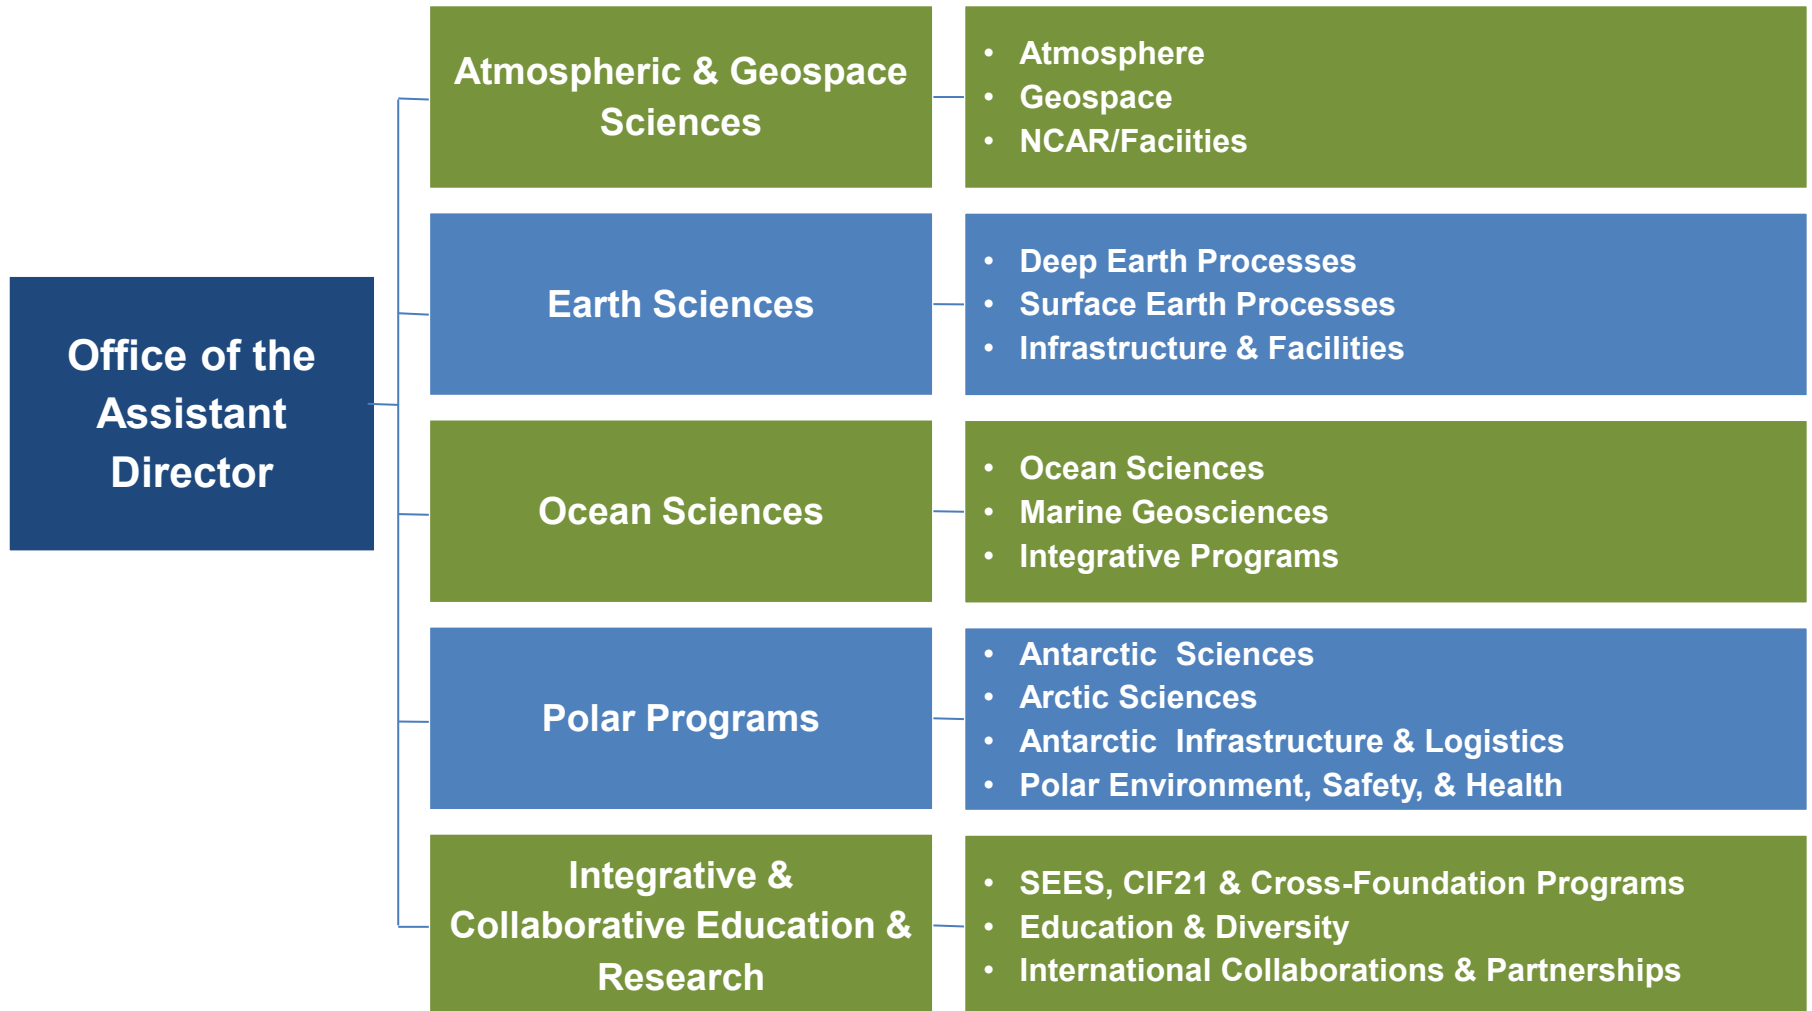 Office of the
Assistant
Director
Atmospheric & Geospace
Sciences
• Atmosphere
• Geospace
• NCAR/Faciities
Earth Sciences
• Deep Earth Processes
• Surface Earth Processes
• Infrastructure & Facilities
Ocean Sciences
• Ocean Sciences
• Marine Geosciences
• Integrative Programs
Polar Programs
• Antarctic  Sciences
• Arctic Sciences
• Antarctic  Infrastructure & Logistics
• Polar Environment, Safety, & Health
Integrative &
Collaborative Education &
Research
• SEES, CIF21 & Cross-Foundation Programs
• Education & Diversity
• International Collaborations & Partnerships